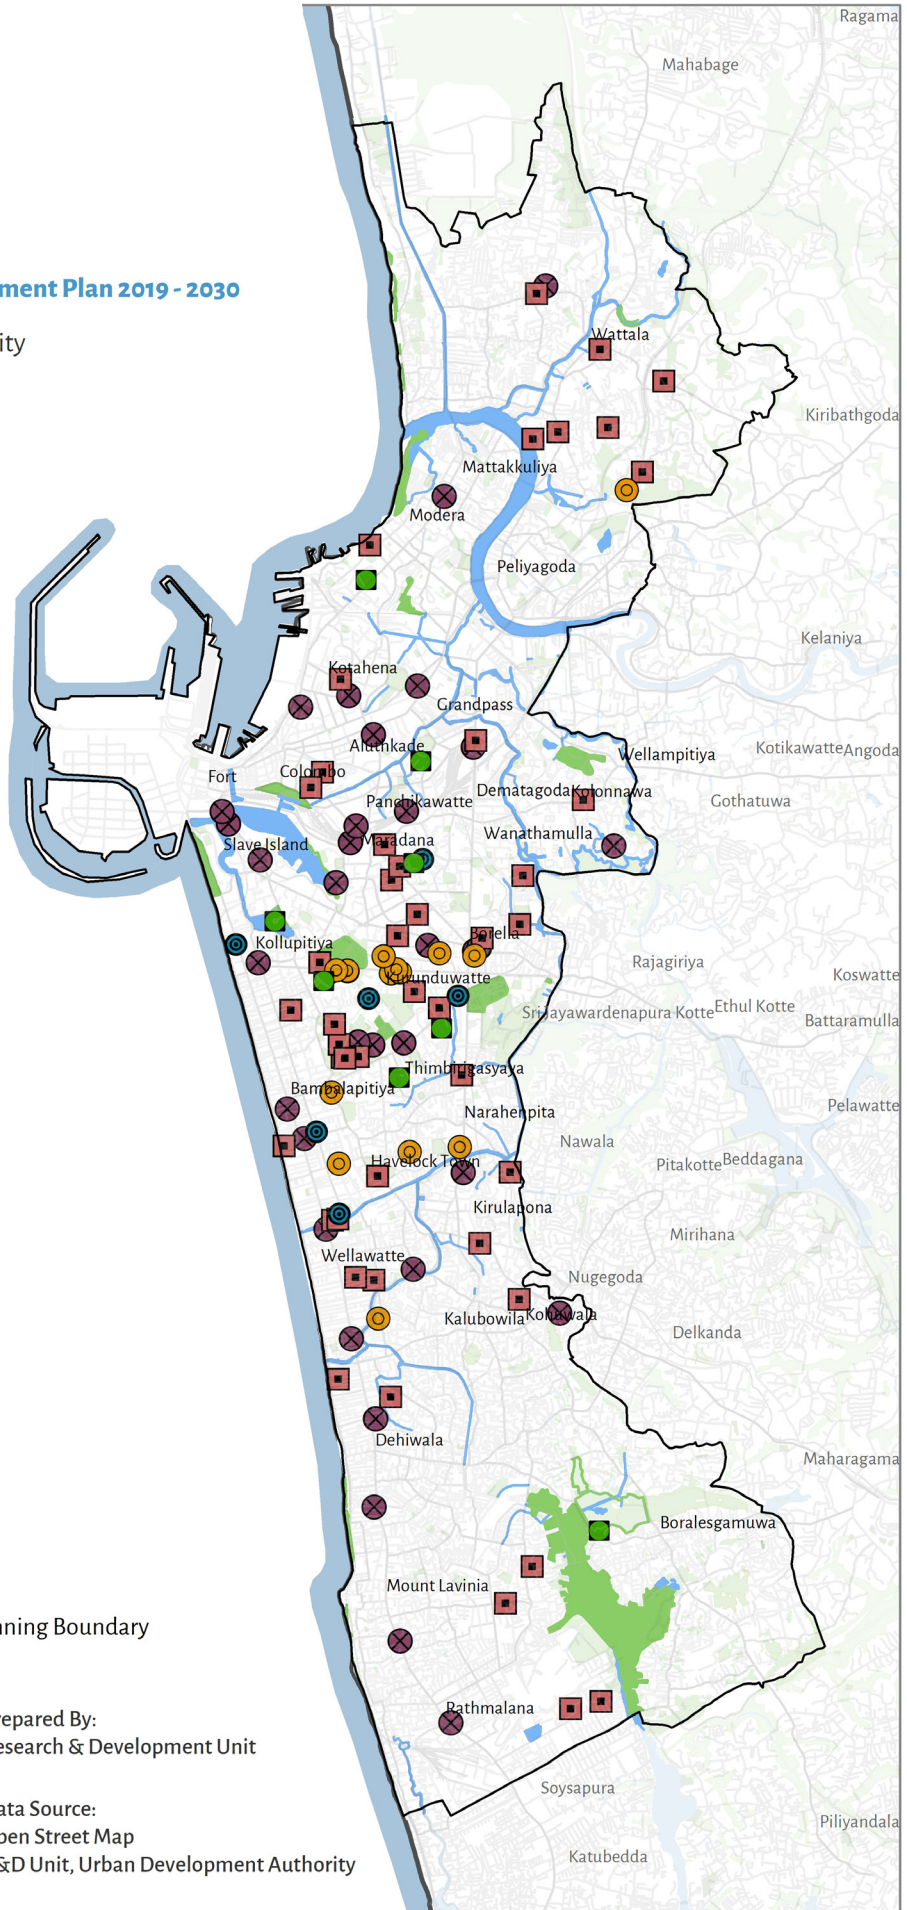 Ragama
Mahabage
ment Plan 2019 - 2030
ity
Wattala
Kiribathgoda
Mattakkuliya
Modera
Peliyagoda
Kelaniya
Kotahena
Grandpass
Aluthkade
Wellampitiya
Kotikawatte
Angoda
Fort
Colombo
Dematagoda
Kolonnawa
Gothatuwa
Panchikawatte
Wanathamulla
Slave Island
Maradana
Borella
Kollupitiya
Rajagiriya
Koswatte
Kurunduwatte
Sri Jayawardenapura Kotte
Ethul Kotte
Battaramulla
Thimbirigasyaya
Bambalapitiya
Narahenpita
Pelawatte
Nawala
Havelock Town
Pitakotte
Beddagana
Kirulapona
Mirihana
Wellawatte
Nugegoda
Kalubowila
Kohuwala
Delkanda
Dehiwala
Maharagama
Boralesgamuwa
Mount Lavinia
nning Boundary
Rathmalana
repared By:
esearch & Development Unit
Soysapura
ata Source:
pen Street Map
Piliyandala
&D Unit, Urban Development Authority
Katubedda